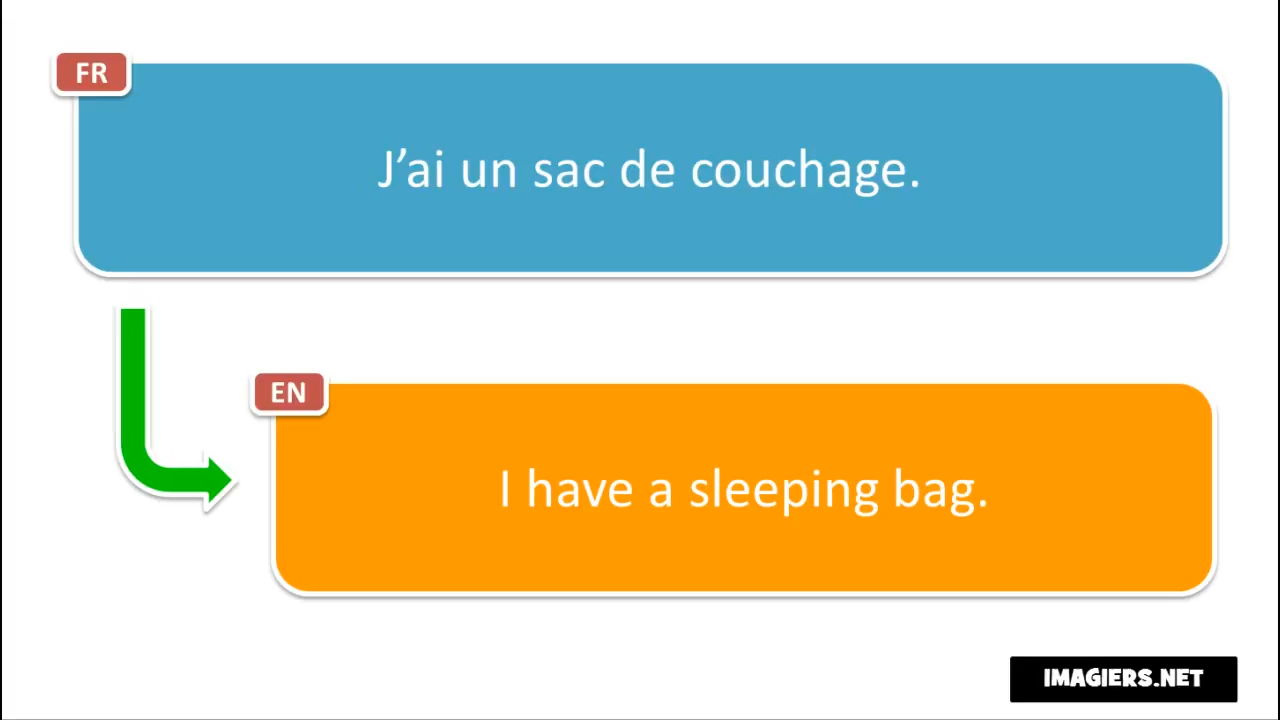 FR
J’ai un sac de couchage.
EN
I have a sleeping bag.
IMAGIERS.NET